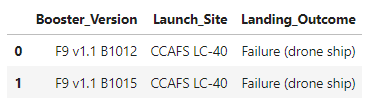 Booster_Version Launch_Site Landing_Outcome
0 F9 v1.1 B1012 CCAFS LC-40 Failure (drone ship)
1 F9 v1.1 B1015 CCAFS LC-40 Failure (drone ship)